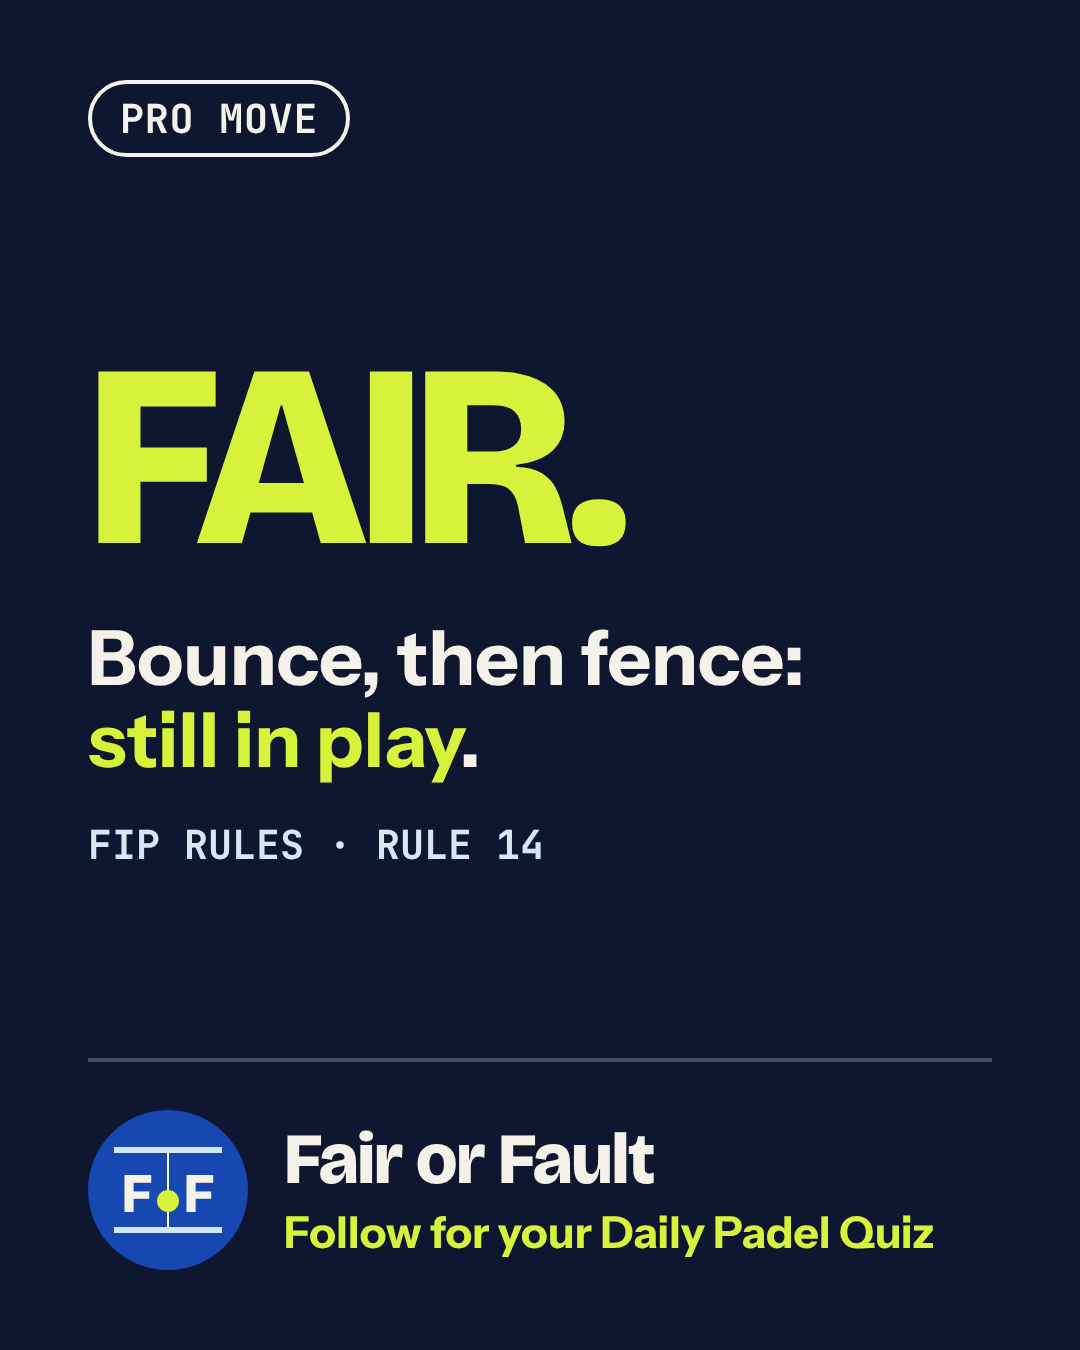 PRO MOVE
FAIR.
Bounce, then fence:
still in play.
FIP RULES · RULE 14
F F
Fair or Fault
Follow for your Daily Padel Quiz